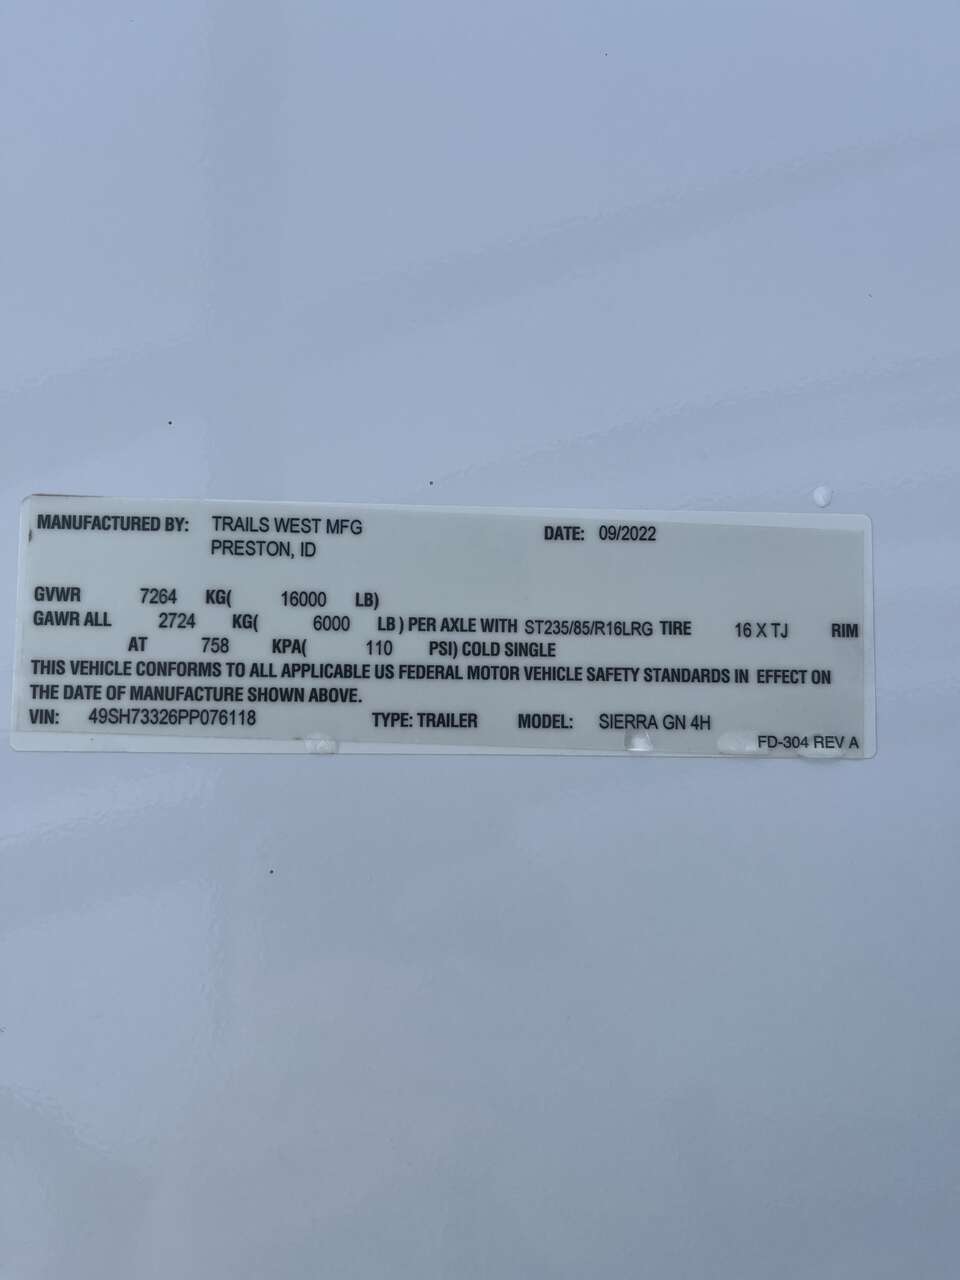 MANUFACTURED BY: TRAILS WEST MFG DATE: 09/2022
PRESTON, ID
GVWR 7264 KG( 16000 LB)
GAWR ALL 2724 KG( 6000 LB ) PER AXLE WITH ST235/85/R16LRG TIRE 16 X TJ RIM
AT 758 KPA( 110 PSI) COLD SINGLE
THIS VEHICLE CONFORMS TO ALL APPLICABLE US FEDERAL MOTOR VEHICLE SAFETY STANDARDS IN EFFECT ON
THE DATE OF MANUFACTURE SHOWN ABOVE.
VIN: 49SH73326PP076118 TYPE: TRAILER MODEL: SIERRA GN 4H
FD-304 REV A